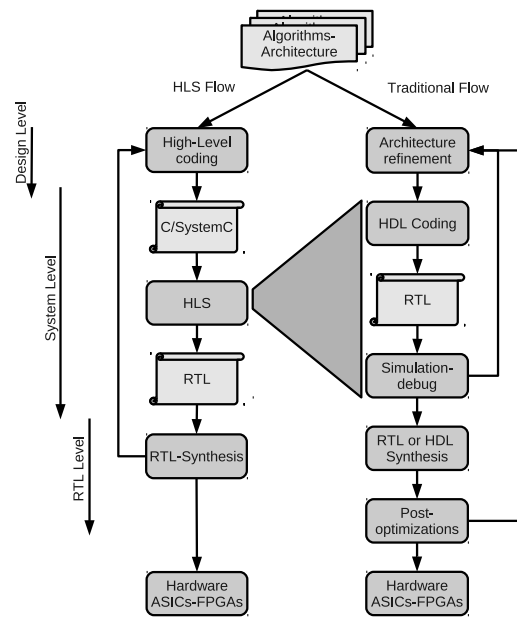 Algorithms-
Architecture
HLS Flow
Traditional Flow
Design Level
System Level
RTL Level
High-Level
coding
C/SystemC
HLS
RTL
RTL-Synthesis
Hardware
ASICs-FPGAs
Architecture
refinement
HDL Coding
RTL
Simulation-
debug
RTL or HDL
Synthesis
Post-
optimizations
Hardware
ASICs-FPGAs